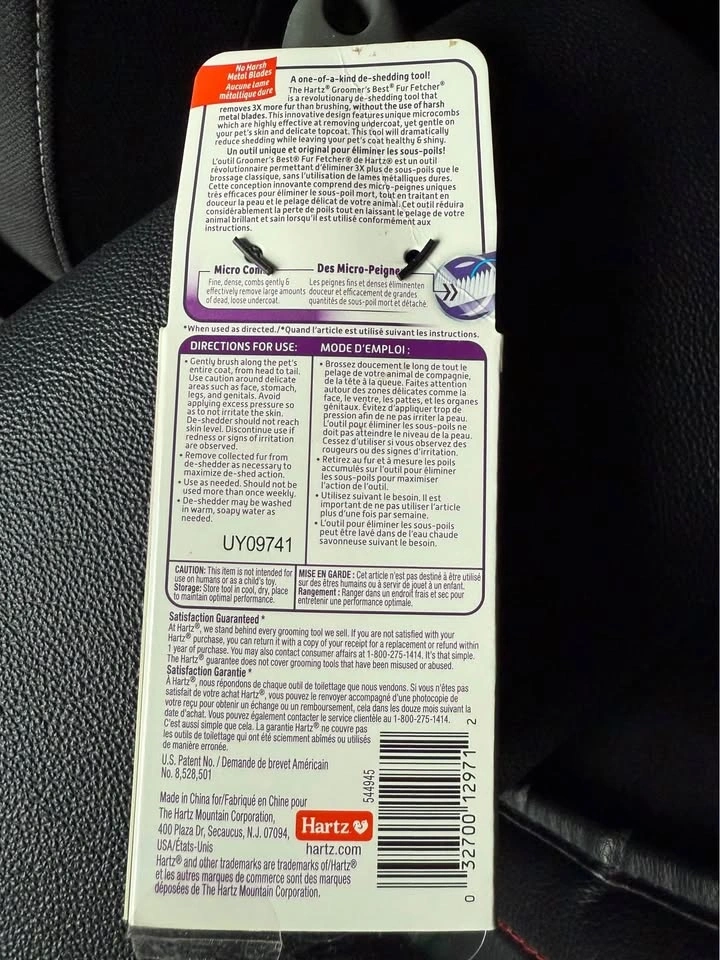 No Harsh
Metal Blades
Aucune lame
métallique dure
A one-of-a-kind de-shedding tool!
The Hartz® Groomer's Best® Fur Fetcher®
is a revolutionary de-shedding tool that
removes 3X more fur than brushing, without the use of harsh
metal blades. This innovative design features unique microcombs
which are highly effective at removing undercoat, yet gentle on
your pet's skin and delicate topcoat. This tool will dramatically
reduce shedding while leaving your pet's coat healthy & shiny.
Un outil unique et original pour éliminer les sous-poils!
L'outil Groomer's Best® Fur Fetcher® de Hartz® est un outil
révolutionnaire permettant d'éliminer 3X plus de sous-poils que le
brossage classique, sans l'utilisation de lames métalliques dures.
Cette conception innovante comprend des micro-peignes uniques
très efficaces pour éliminer le sous-poil mort, tout en traitant en
douceur la peau et le pelage délicat de votre animal. Cet outil réduira
considérablement la perte de poils tout en laissant le pelage de votre
animal brillant et sain lorsqu'il est utilisé conformément aux
instructions.
Micro Com
Fine, dense, combs gently &
effectively remove large amounts
of dead, loose undercoat.
Des Micro-Peigne
Les peignes fins et denses éliminent
douceur et efficacement de grandes
quantités de sous-poil mort et détaché.
*When used as directed./*Quand l'article est utilisé suivant les instructions.
DIRECTIONS FOR USE:
• Gently brush along the pet's
entire coat, from head to tail.
Use caution around delicate
areas such as face, stomach,
legs, and genitals. Avoid
applying excess pressure so
as to not irritate the skin.
De-shedder should not reach
skin level. Discontinue use if
redness or signs of irritation
are observed.
• Remove collected fur from
de-shedder as necessary to
maximize de-shed action.
• Use as needed. Should not be
used more than once weekly.
• De-shedder may be washed
in warm, soapy water as
needed.
UY09741
MODE D'EMPLOI :
• Brossez doucement le long de tout le
pelage de votre animal de compagnie,
de la tête à la queue. Faites attention
autour des zones délicates comme la
face, le ventre, les pattes, et les organes
génitaux. Évitez d'appliquer trop de
pression afin de ne pas irriter la peau.
L'outil pour éliminer les sous-poils ne
doit pas atteindre le niveau de la peau.
Cessez d'utiliser si vous observez des
rougeurs ou des signes d'irritation.
• Retirez au fur et à mesure les poils
accumulés sur l'outil pour éliminer
les sous-poils pour maximiser
l'action de l'outil.
• Utilisez suivant le besoin. Il est
important de ne pas utiliser l'article
plus d'une fois par semaine.
• L'outil pour éliminer les sous-poils
peut être lavé dans de l'eau chaude
savonneuse suivant le besoin.
CAUTION: This item is not intended for
use on humans or as a child's toy.
Storage: Store tool in cool, dry, place
to maintain optimal performance.
MISE EN GARDE : Cet article n'est pas destiné à être utilisé
sur des êtres humains ou à servir de jouet à un enfant.
Rangement : Ranger dans un endroit frais et sec pour
entretenir une performance optimale.
Satisfaction Guaranteed *
At Hartz®, we stand behind every grooming tool we sell. If you are not satisfied with your
Hartz® purchase, you can return it with a copy of your receipt for a replacement or refund within
1 year of purchase. You may also contact consumer affairs at 1-800-275-1414. It's that simple.
The Hartz® guarantee does not cover grooming tools that have been misused or abused.
Satisfaction Garantie *
À Hartz®, nous répondons de chaque outil de toilettage que nous vendons. Si vous n'êtes pas
satisfait de votre achat Hartz®, vous pouvez le renvoyer accompagné d'une photocopie de
votre reçu pour obtenir un échange ou un remboursement, cela dans les douze mois suivant la
date d'achat. Vous pouvez également contacter le service clientèle au 1-800-275-1414.
C'est aussi simple que cela. La garantie Hartz® ne couvre pas
les outils de toilettage qui ont été sciemment abîmés ou utilisés
de manière erronée.
U.S. Patent No. / Demande de brevet Américain
No. 8,528,501
Made in China for/Fabriqué en Chine pour
The Hartz Mountain Corporation,
400 Plaza Dr, Secaucus, N.J. 07094,
USA/États-Unis
Hartz
hartz.com
Hartz® and other trademarks are trademarks of/Hartz®
et les autres marques de commerce sont des marques
déposées de The Hartz Mountain Corporation.
544945
0 32700 12971 2